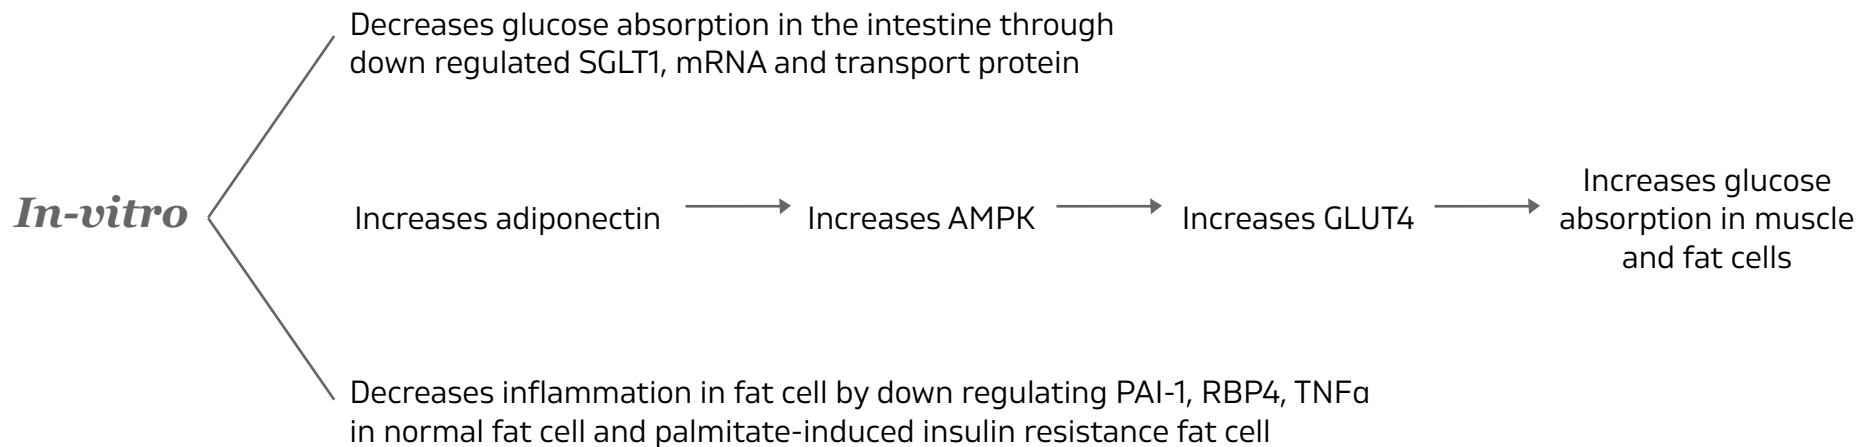 Decreases glucose absorption in the intestine through
down regulated SGLT1, mRNA and transport protein
In-vitro
Increases adiponectin
Increases AMPK
Increases GLUT4
Increases glucose
absorption in muscle
and fat cells
Decreases inflammation in fat cell by down regulating PAI-1, RBP4, TNFα
in normal fat cell and palmitate-induced insulin resistance fat cell